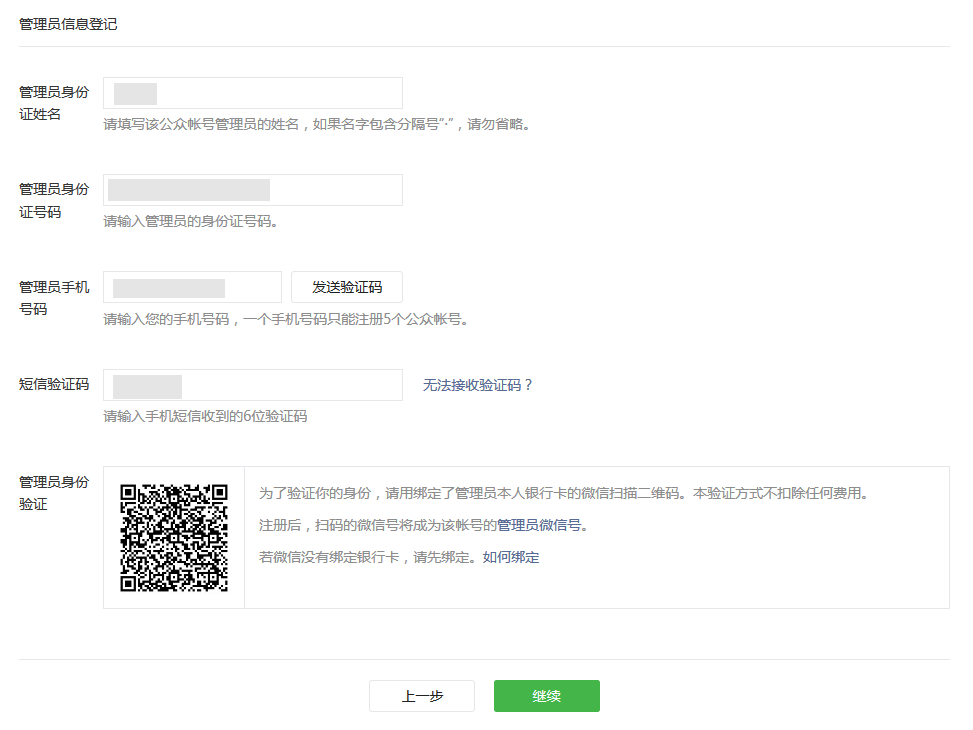 管理员信息登记
管理员身份
证姓名
请填写该公众帐号管理员的姓名，如果名字包含分隔号“·”，请勿省略。
管理员身份
证号码
请输入管理员的身份证号码。
管理员手机
号码
发送验证码
请输入您的手机号码，一个手机号码只能注册5个公众帐号。
短信验证码
无法接收验证码？
请输入手机短信收到的6位验证码
管理员身份
验证
为了验证你的身份，请用绑定了管理员本人银行卡的微信扫描二维码。本验证方式不扣除任何费用。
注册后，扫码的微信号将成为该帐号的管理员微信号。
若微信没有绑定银行卡，请先绑定。如何绑定
上一步
继续